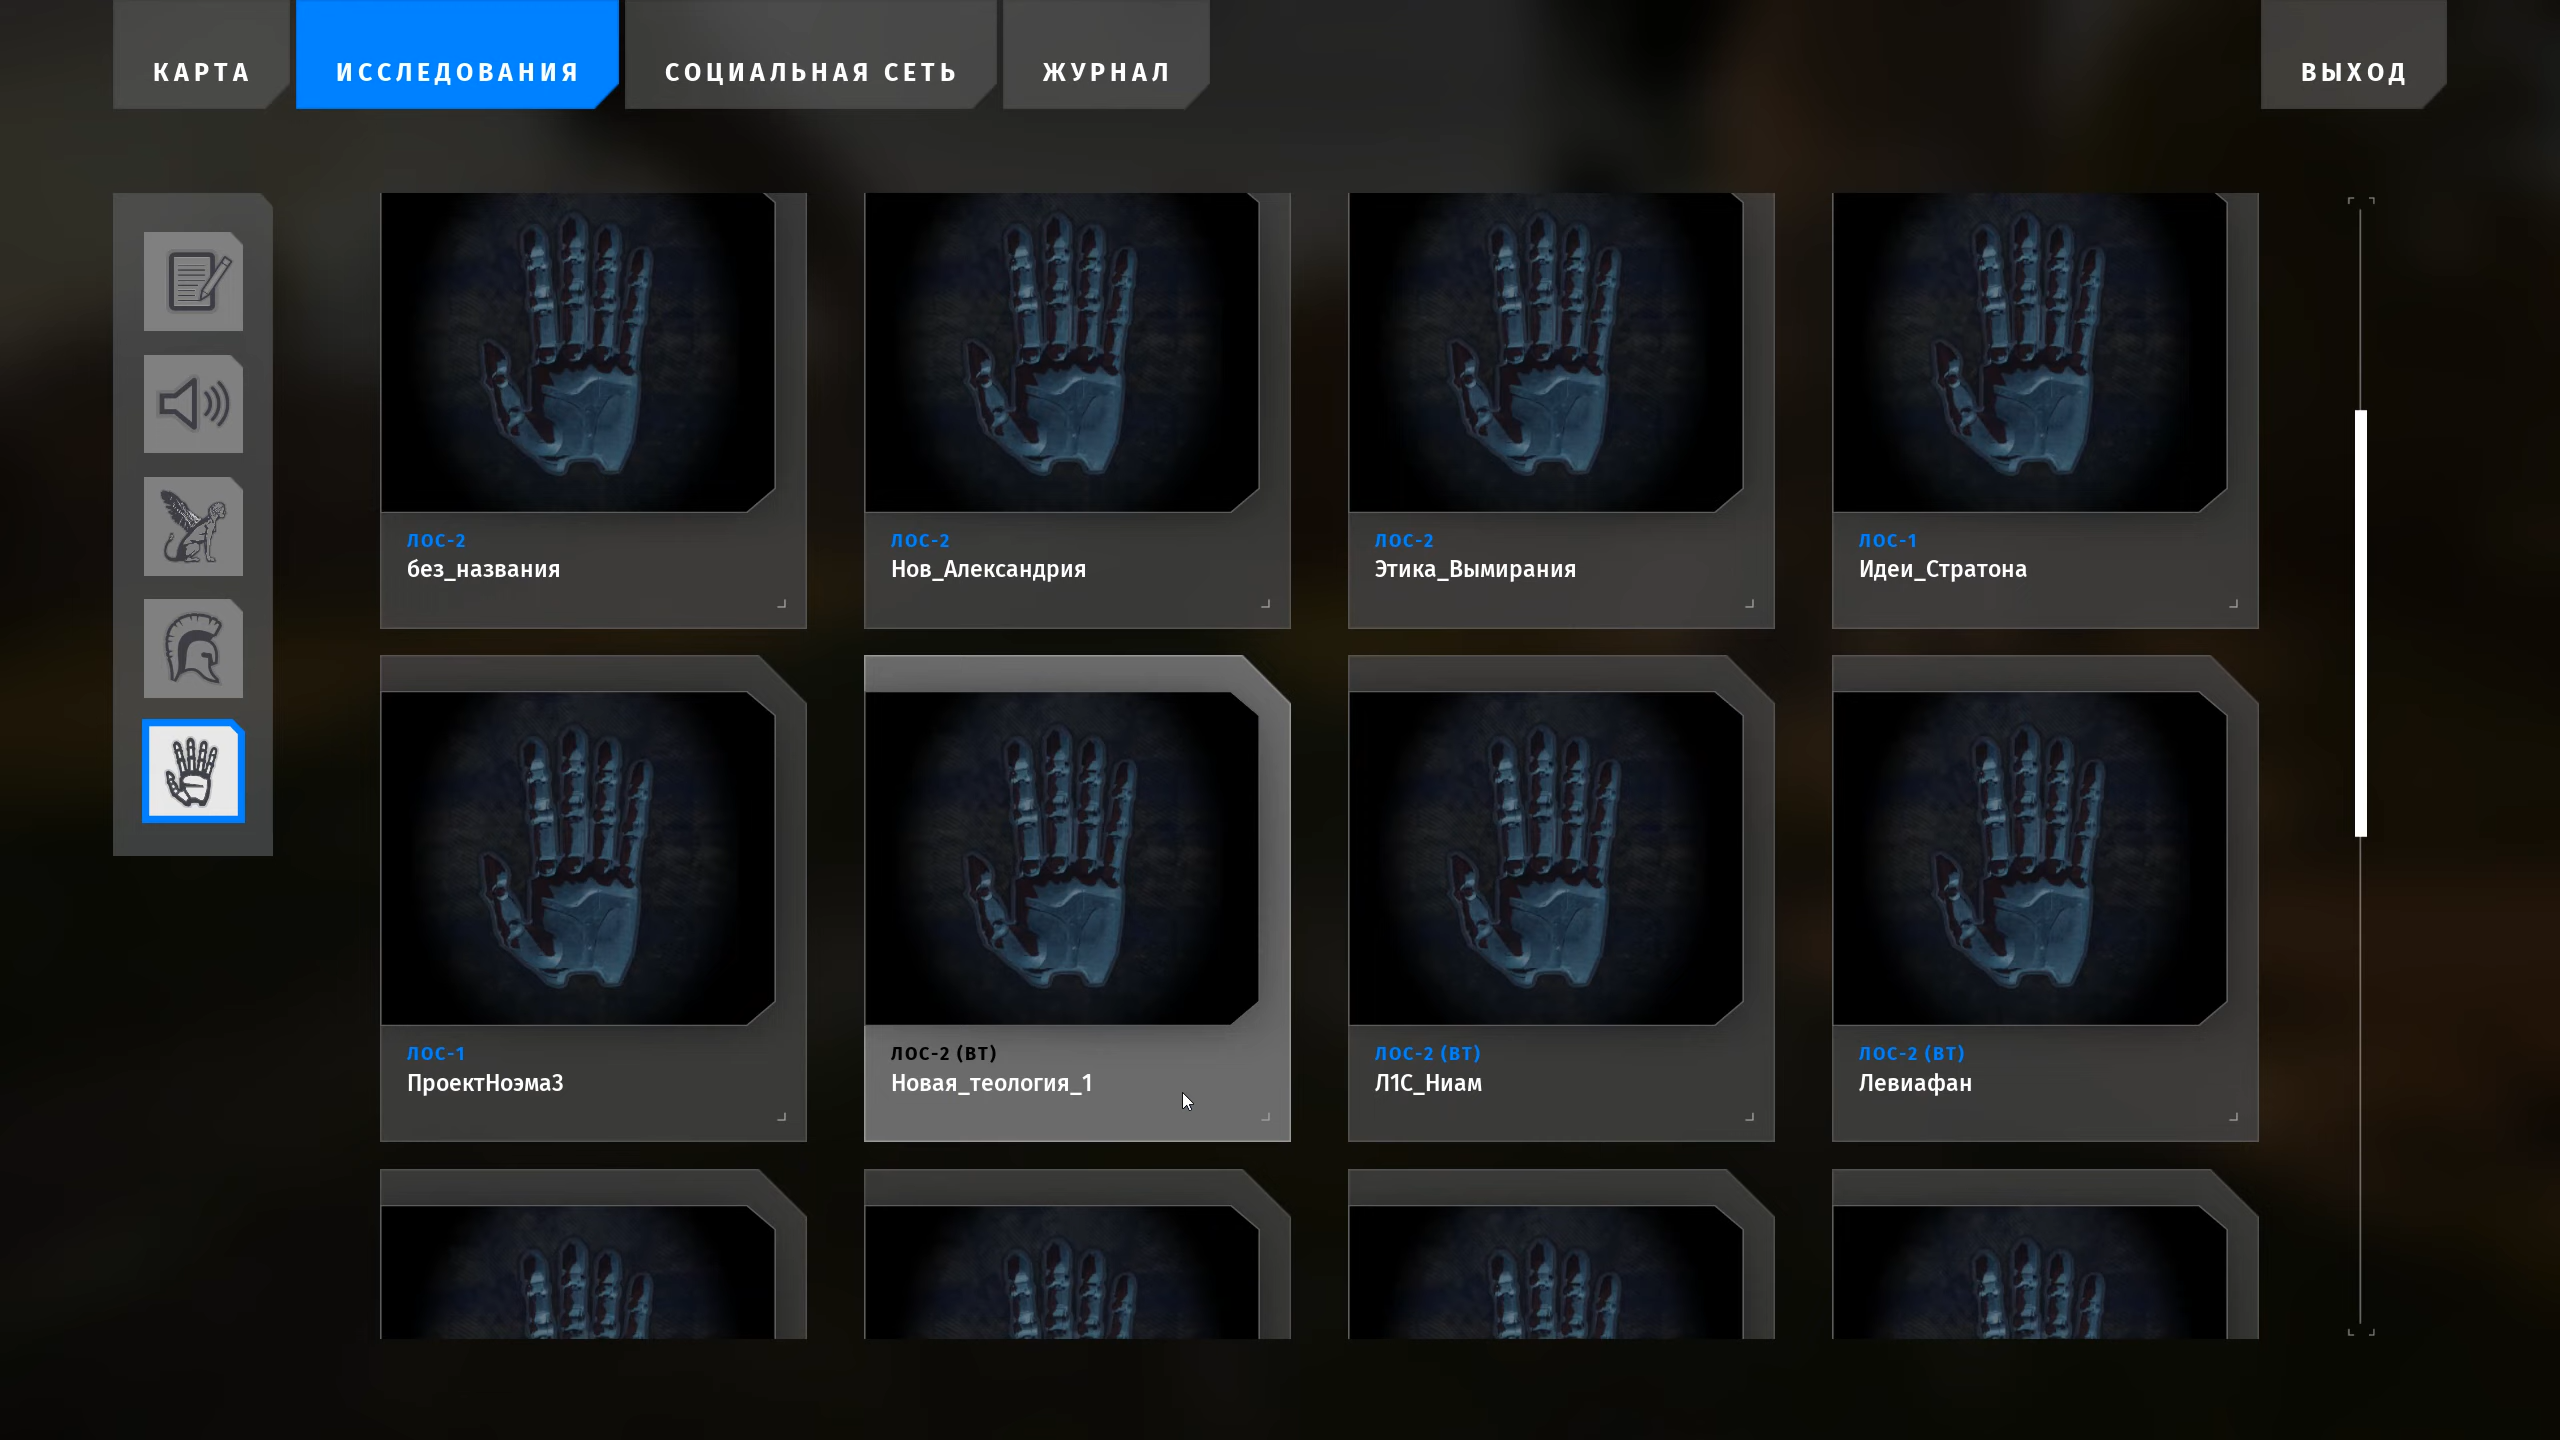 КАРТА
ИССЛЕДОВАНИЯ
СОЦИАЛЬНАЯ СЕТЬ
ЖУРНАЛ
ВЫХОД
ЛОС-2
без_названия
ЛОС-2
Нов_Александрия
ЛОС-2
Этика_Вымирания
ЛОС-1
Идеи_Стратона
ЛОС-1
ПроектНоэма3
ЛОС-2 (ВТ)
Новая_теология_1
ЛОС-2 (ВТ)
Л1С_Ниам
ЛОС-2 (ВТ)
Левиафан